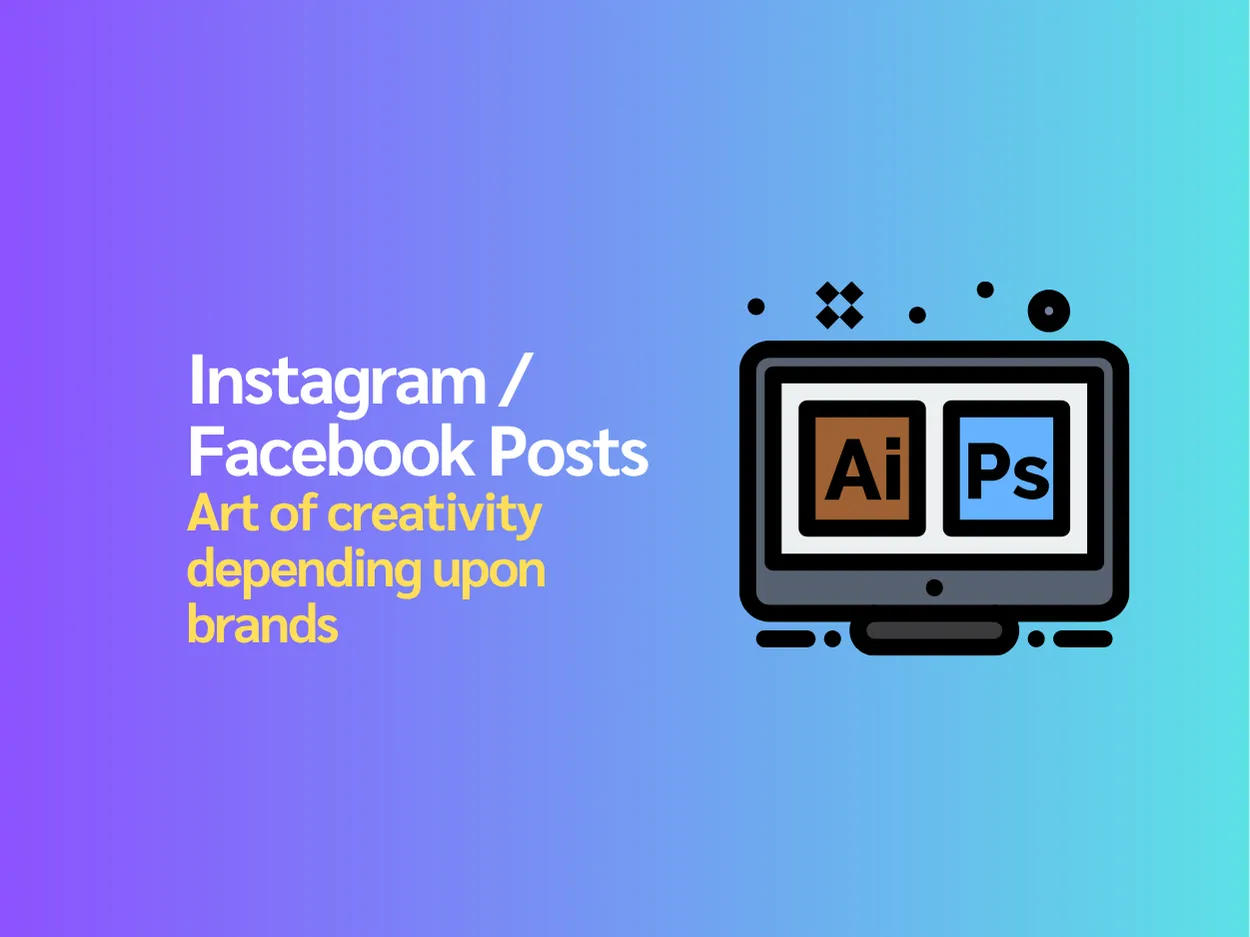 Instagram /
Facebook Posts
Art of creativity
depending upon
brands
Ai Ps